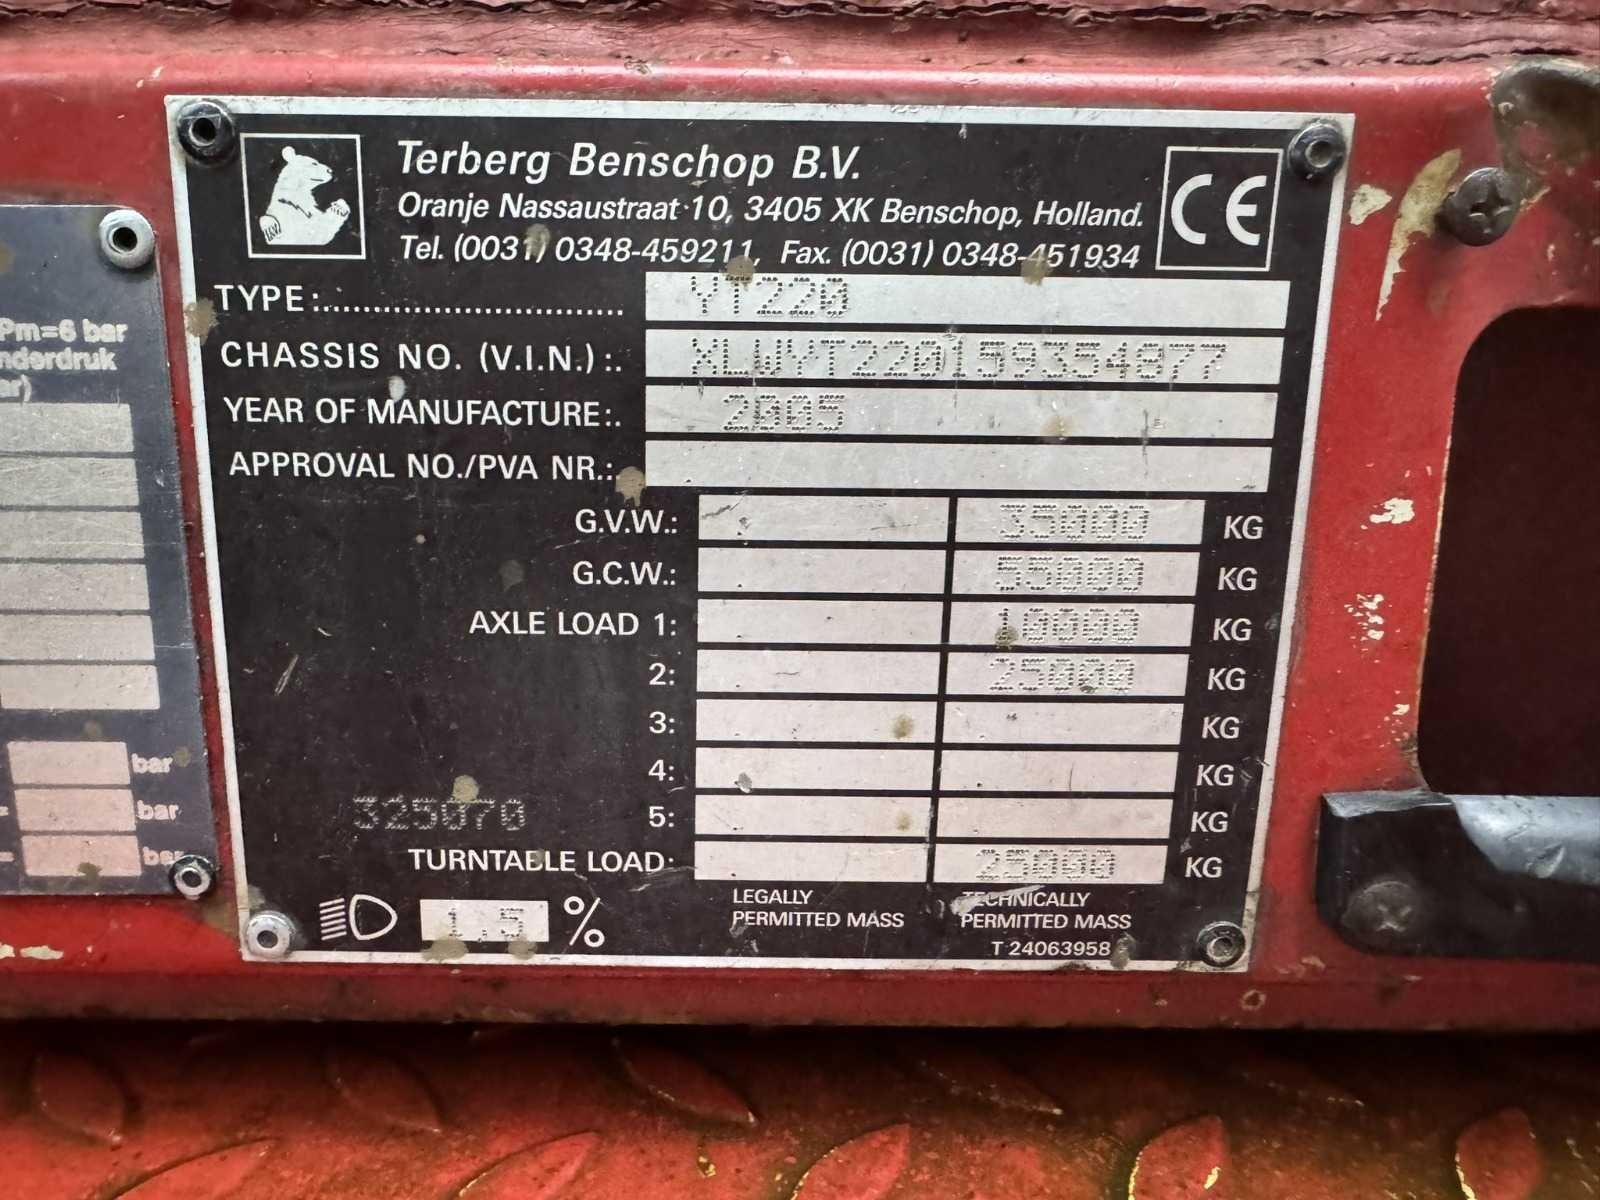 Terberg Benschop B.V.
Oranje Nassaustraat 10, 3405 XK Benschop, Holland.
Tel. (0031) 0348-459211, Fax. (0031) 0348-451934
CE
TYPE: YT220
CHASSIS NO. (V.I.N.): XLWYT220159354877
YEAR OF MANUFACTURE: 2005
APPROVAL NO./PVA NR.:
G.V.W.: 35000 KG
G.C.W.: 55000 KG
AXLE LOAD 1: 10000 KG
2: 25000 KG
3: KG
4: KG
325070 5: KG
TURNTABLE LOAD: 25000 KG
LEGALLY PERMITTED MASS
TECHNICALLY PERMITTED MASS
1.5 %
T 24063958
Pm=6 bar
bar
= bar
= bar